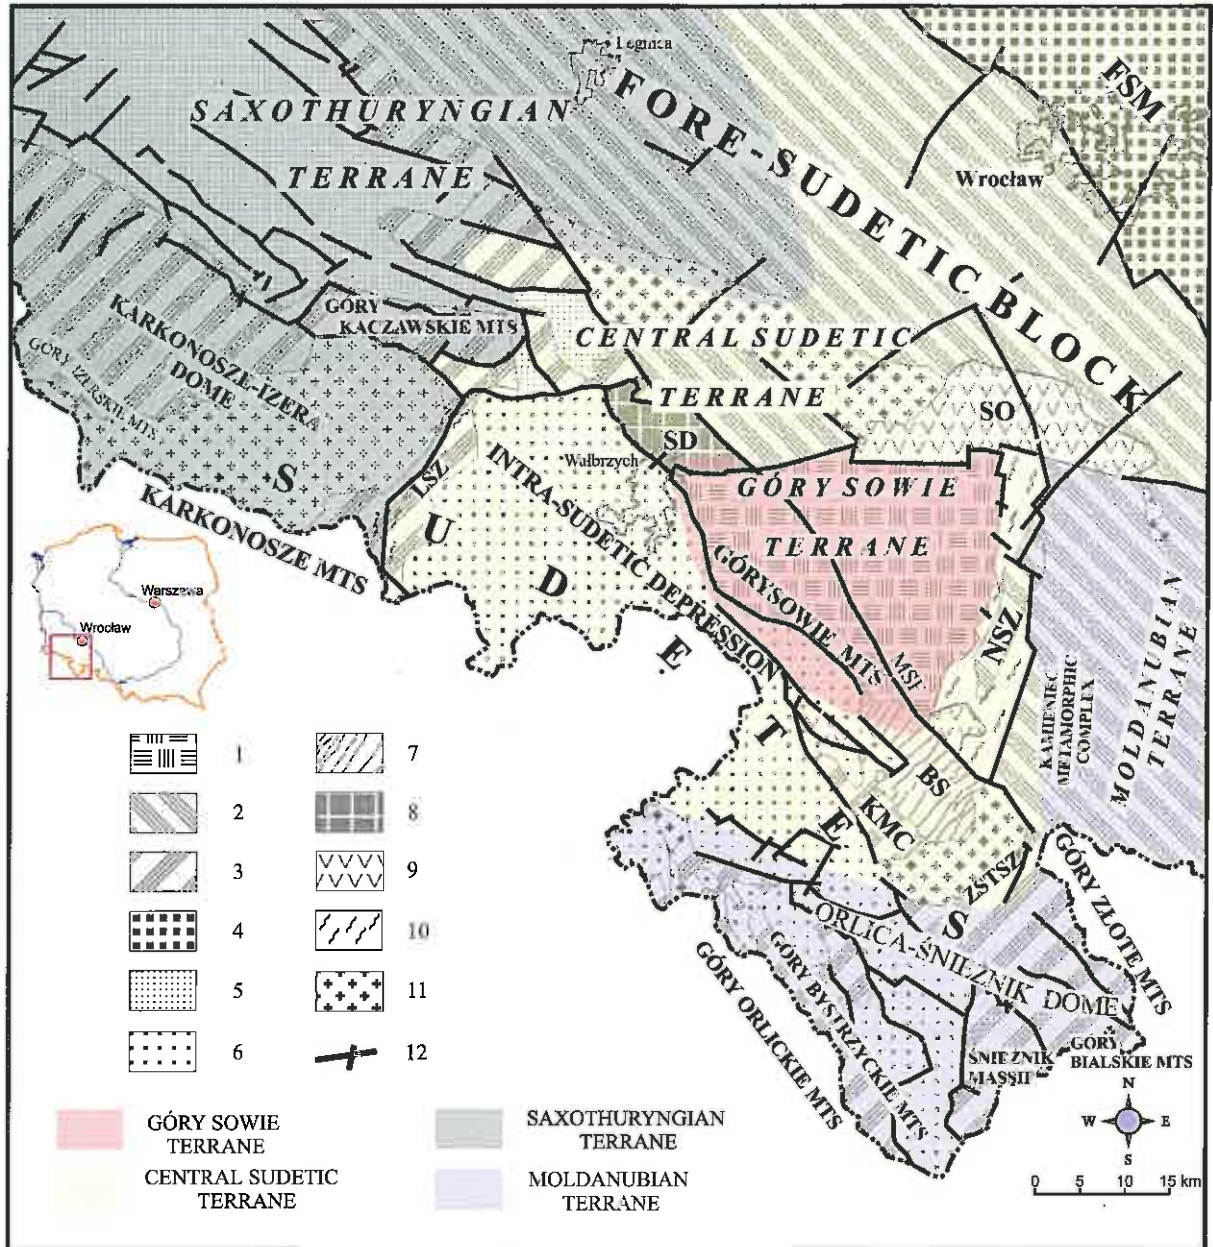 Legnica
FORE-SUDETIC BLOCK
FSM
SAXOTHURYNGIAN
TERRANE
Wrocław
GÓRY
KACZAWSKIE MTS
KARKONOSZE-IZERA
DOME
GÓRY IZERSKIE MTS
CENTRAL SUDETIC
TERRANE
SO
SD
Wałbrzych
SUDETES
LSZ
INTRA-SUDETIC DEPRESSION
GÓRY SOWIE
TERRANE
GÓRY SOWIE MTS
MSF
NSZ
KARKONOSZE MTS
Warszawa
Wrocław
KAMIENIEC
METAMORPHIC
COMPLEX
MOLDANUBIAN
TERRANE
BS
KMC
ZSTSZ
GÓRY ZŁOTE MTS
ORLICA-ŚNIEŻNIK DOME
GÓRY BYSTRZYCKIE MTS
GÓRY ORLICKIE MTS
ŚNIEŻNIK
MASSIF
GÓRY
BIALSKIE MTS
1
2
3
4
5
6
7
8
9
10
11
12
GÓRY SOWIE
TERRANE
CENTRAL SUDETIC
TERRANE
SAXOTHURYNGIAN
TERRANE
MOLDANUBIAN
TERRANE
N
W E
S
0 5 10 15 km